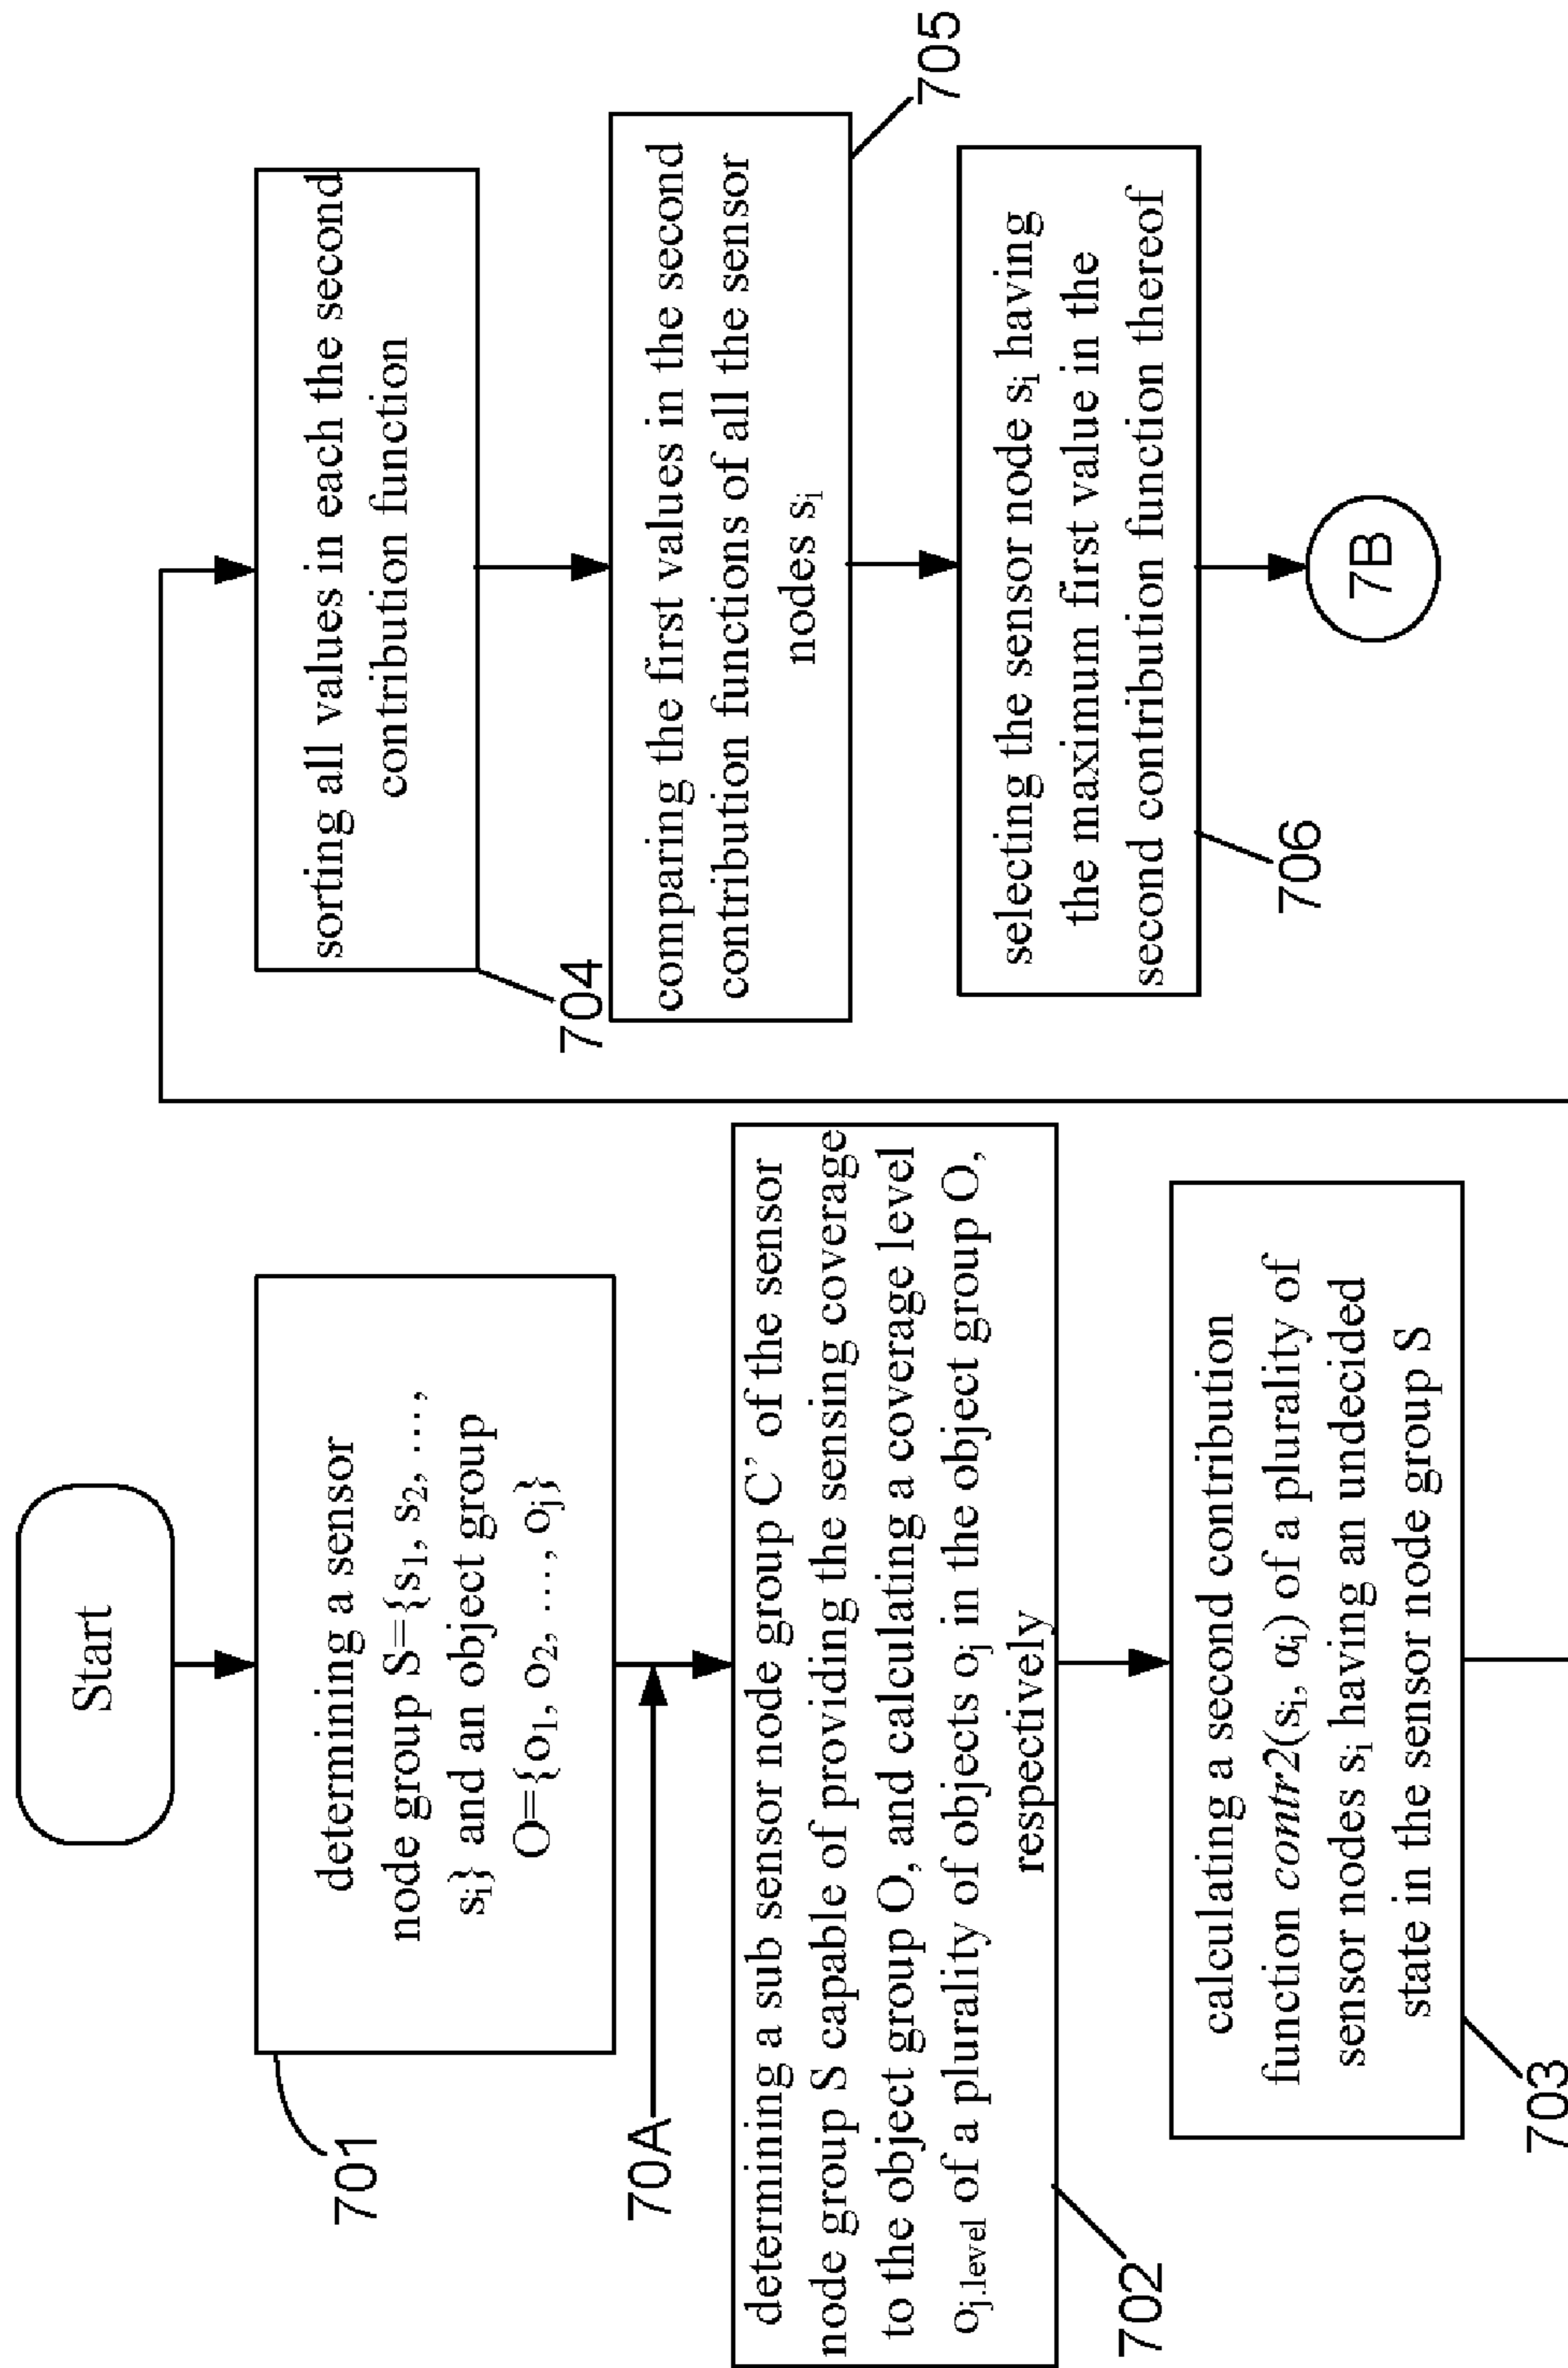 Start
determining a sensor
node group S={s1, s2, …,
si} and an object group
O={o1, o2, …, oj}
701
70A
determining a sub sensor node group C’ of the sensor
node group S capable of providing the sensing coverage
to the object group O, and calculating a coverage level
oj.level of a plurality of objects oj in the object group O,
respectively
702
calculating a second contribution
function contr2(si, αi) of a plurality of
sensor nodes si having an undecided
state in the sensor node group S
703
sorting all values in each the second
contribution function
704
comparing the first values in the second
contribution functions of all the sensor
nodes si
705
selecting the sensor node si having
the maximum first value in the
second contribution function thereof
706
7B